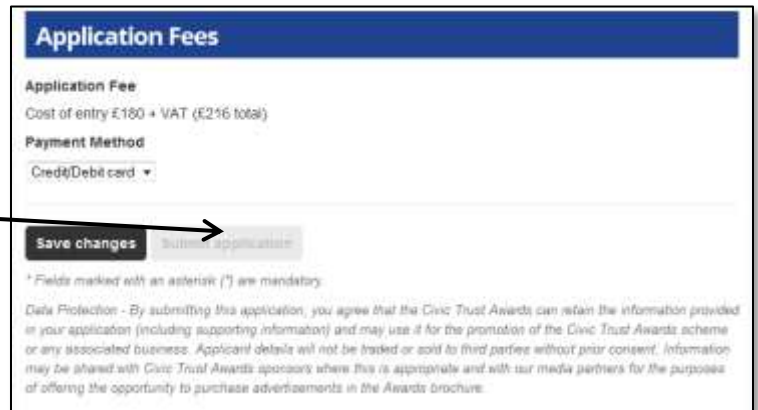 Application Fees
Application Fee
Cost of entry £180 + VAT (£216 total)
Payment Method
Credit/Debit card
Save changes Submit application
* Fields marked with an asterisk (*) are mandatory.
Data Protection - By submitting this application, you agree that the Civic Trust Awards can retain the information provided
in your application (including supporting information) and may use it for the promotion of the Civic Trust Awards scheme
or any associated business. Applicant details will not be traded or sold to third parties without prior consent. Information
may be shared with Civic Trust Awards sponsors where this is appropriate and with our media partners for the purposes
of offering the opportunity to purchase advertisements in the Awards brochure.